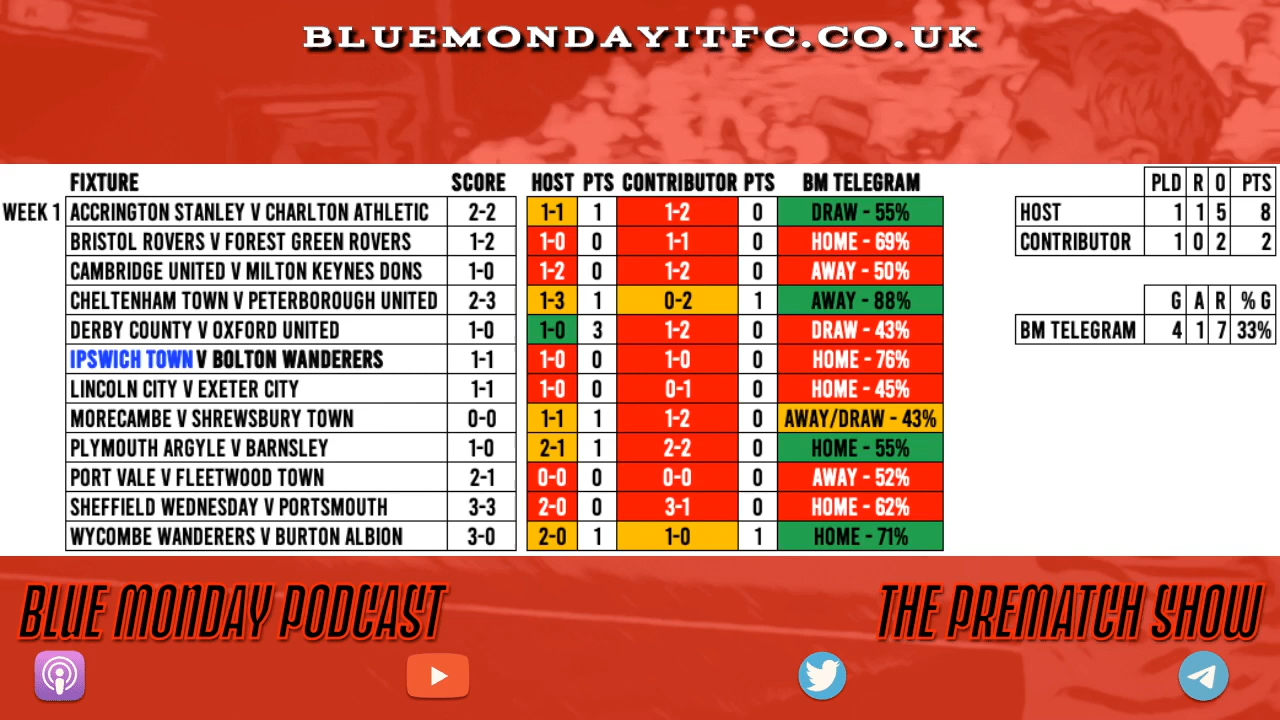 BLUEMONDAYITFC.CO.UK
FIXTURE SCORE HOST PTS CONTRIBUTOR PTS BM TELEGRAM
WEEK 1 ACCRINGTON STANLEY V CHARLTON ATHLETIC 2-2 1-1 1 1-2 0 DRAW - 55%
BRISTOL ROVERS V FOREST GREEN ROVERS 1-2 1-0 0 1-1 0 HOME - 69%
CAMBRIDGE UNITED V MILTON KEYNES DONS 1-0 1-2 0 1-2 0 AWAY - 50%
CHELTENHAM TOWN V PETERBOROUGH UNITED 2-3 1-3 1 0-2 1 AWAY - 88%
DERBY COUNTY V OXFORD UNITED 1-0 1-0 3 1-2 0 DRAW - 43%
IPSWICH TOWN V BOLTON WANDERERS 1-1 1-0 0 1-0 0 HOME - 76%
LINCOLN CITY V EXETER CITY 1-1 1-0 0 0-1 0 HOME - 45%
MORECAMBE V SHREWSBURY TOWN 0-0 1-1 1 1-2 0 AWAY/DRAW - 43%
PLYMOUTH ARGYLE V BARNSLEY 1-0 2-1 1 2-2 0 HOME - 55%
PORT VALE V FLEETWOOD TOWN 2-1 0-0 0 0-0 0 AWAY - 52%
SHEFFIELD WEDNESDAY V PORTSMOUTH 3-3 2-0 0 3-1 0 HOME - 62%
WYCOMBE WANDERERS V BURTON ALBION 3-0 2-0 1 1-0 1 HOME - 71%
PLD R O PTS
HOST 1 1 5 8
CONTRIBUTOR 1 0 2 2
G A R % G
BM TELEGRAM 4 1 7 33%
BLUE MONDAY PODCAST
THE PREMATCH SHOW